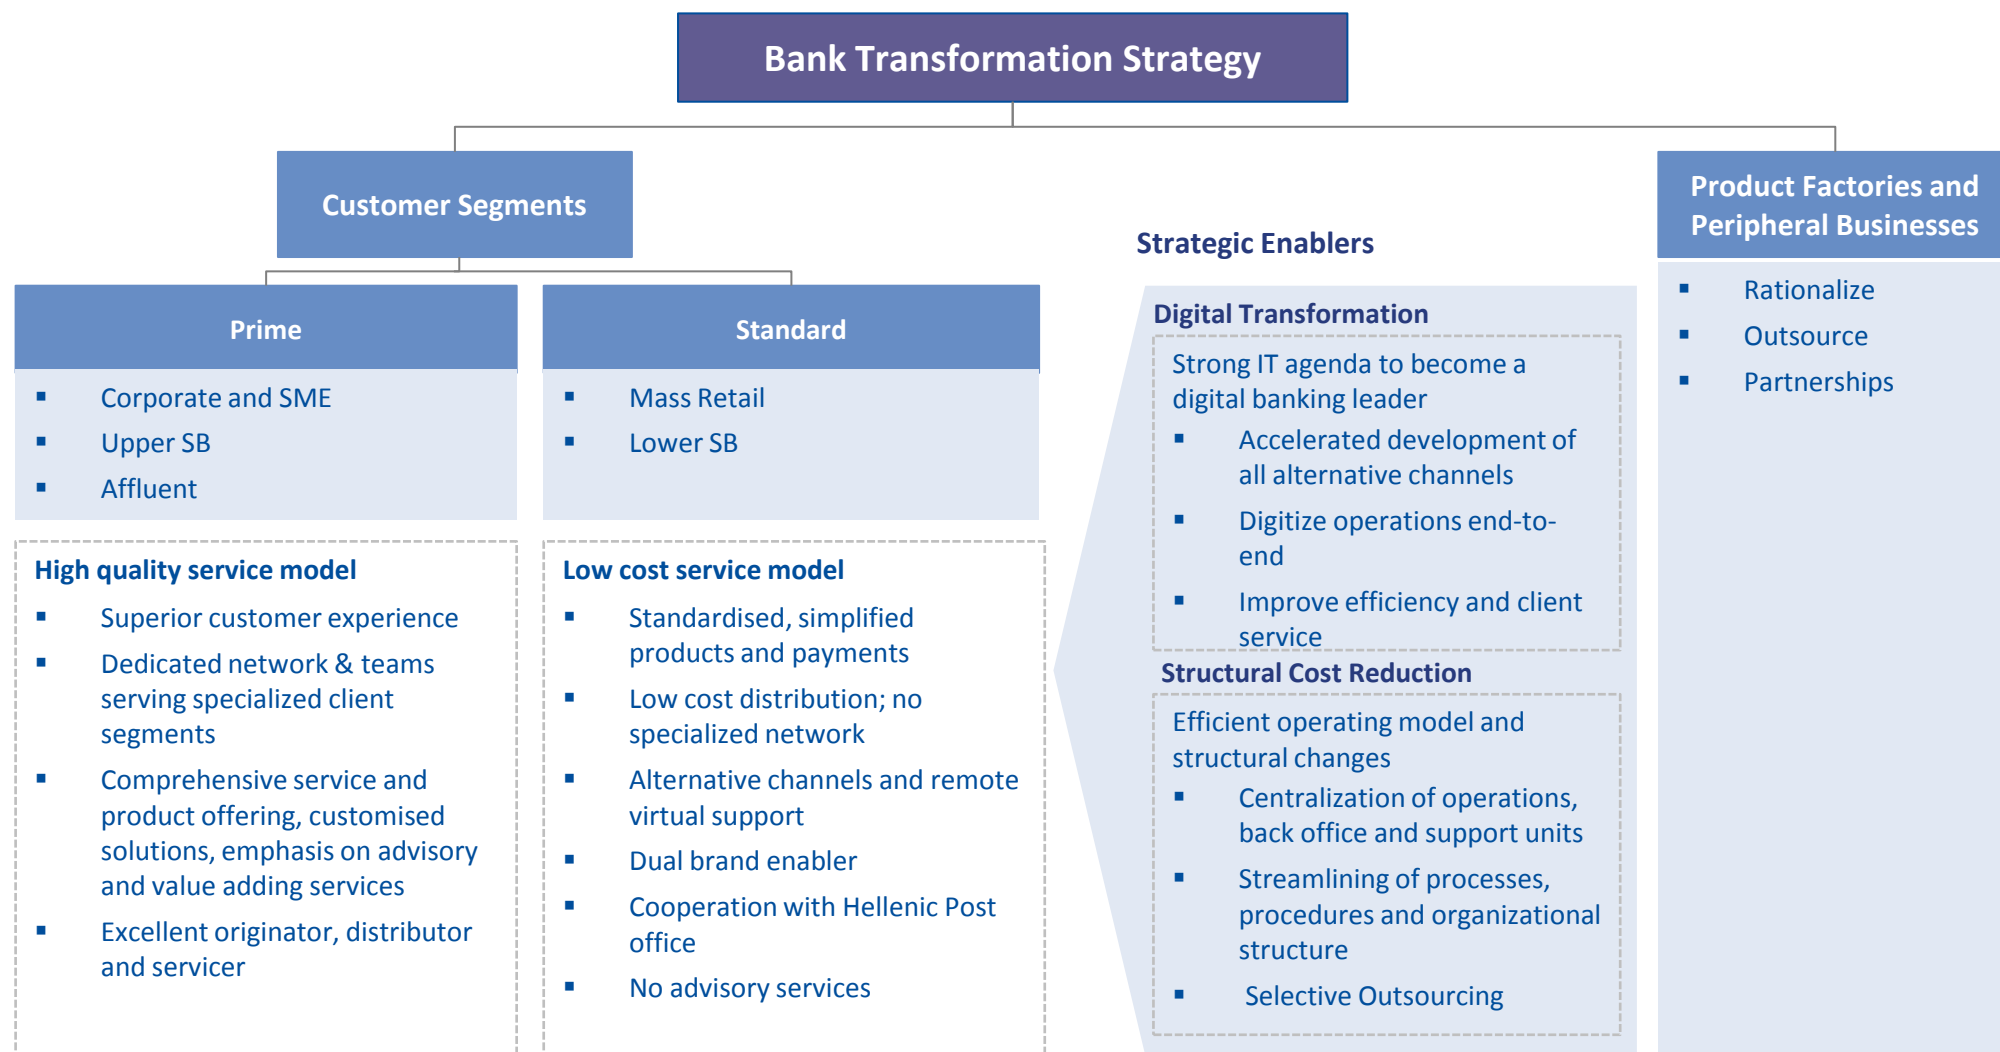 Bank Transformation Strategy
Customer Segments
Prime
▪ Corporate and SME
▪ Upper SB
▪ Affluent
High quality service model
▪ Superior customer experience
▪ Dedicated network & teams
serving specialized client
segments
▪ Comprehensive service and
product offering, customised
solutions, emphasis on advisory
and value adding services
▪ Excellent originator, distributor
and servicer
Standard
▪ Mass Retail
▪ Lower SB
Low cost service model
▪ Standardised, simplified
products and payments
▪ Low cost distribution; no
specialized network
▪ Alternative channels and remote
virtual support
▪ Dual brand enabler
▪ Cooperation with Hellenic Post
office
▪ No advisory services
Strategic Enablers
Digital Transformation
Strong IT agenda to become a
digital banking leader
▪ Accelerated development of
all alternative channels
▪ Digitize operations end-to-
end
▪ Improve efficiency and client
service
Structural Cost Reduction
Efficient operating model and
structural changes
▪ Centralization of operations,
back office and support units
▪ Streamlining of processes,
procedures and organizational
structure
▪ Selective Outsourcing
Product Factories and
Peripheral Businesses
▪ Rationalize
▪ Outsource
▪ Partnerships